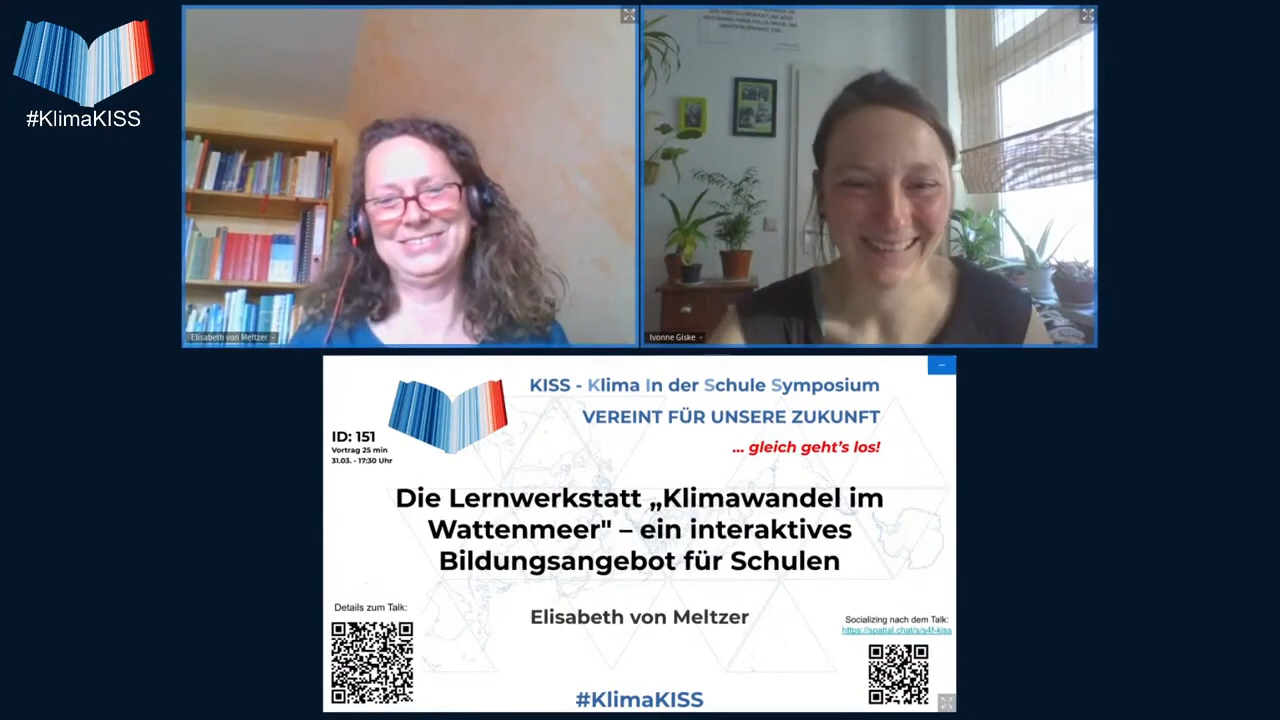 #KlimaKISS
Elisabeth von Meltzer
Ivonne Giske
KISS - Klima In der Schule Symposium
VEREINT FÜR UNSERE ZUKUNFT
... gleich geht's los!
ID: 151
Vortrag 25 min
31.03. - 17:30 Uhr
Die Lernwerkstatt „Klimawandel im
Wattenmeer" – ein interaktives
Bildungsangebot für Schulen
Elisabeth von Meltzer
Details zum Talk:
Socializing nach dem Talk:
https://spatial.chat/s/s4f-kiss
#KlimaKISS